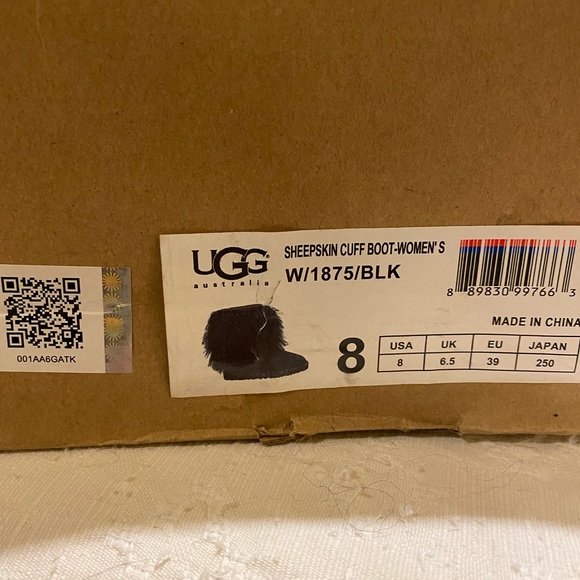 UGG
australia
SHEEPSKIN CUFF BOOT-WOMEN'S
W/1875/BLK
8 89830 99766 3
MADE IN CHINA
8
USA UK EU JAPAN
8 6.5 39 250
001AA6GATK